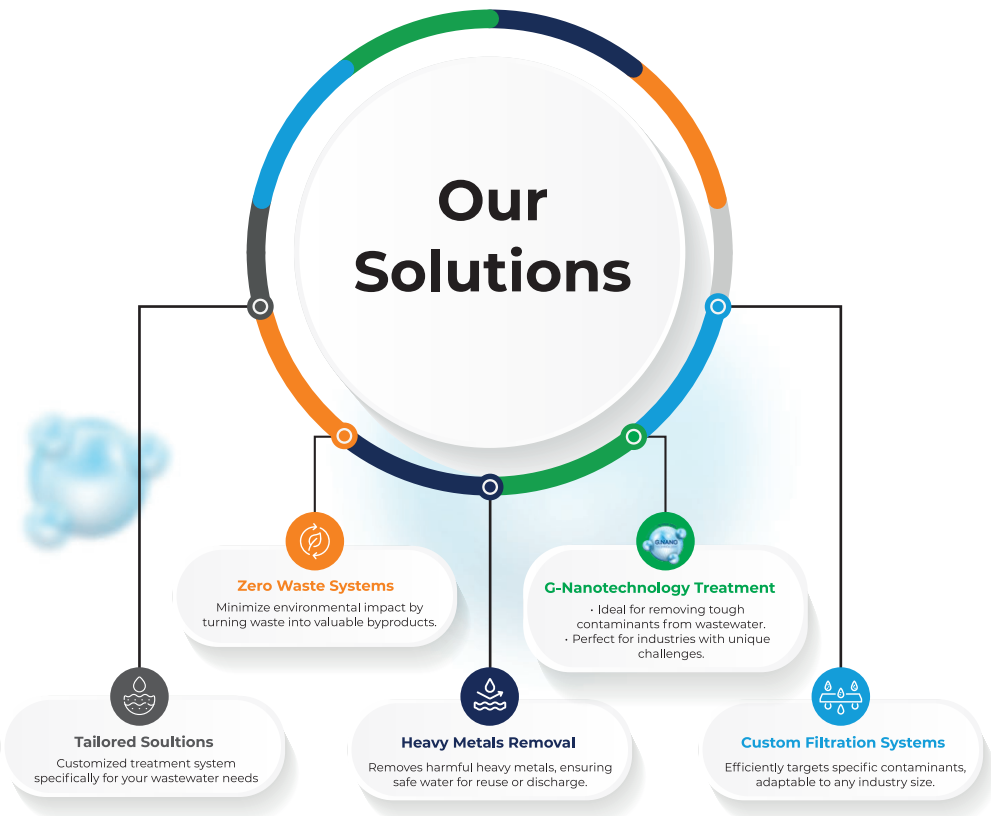 Our
Solutions
Zero Waste Systems
Minimize environmental impact by
turning waste into valuable byproducts.
G-NANO
G-Nanotechnology Treatment
• Ideal for removing tough
contaminants from wastewater.
• Perfect for industries with unique
challenges.
Tailored Soultions
Customized treatment system
specifically for your wastewater needs
Heavy Metals Removal
Removes harmful heavy metals, ensuring
safe water for reuse or discharge.
Custom Filtration Systems
Efficiently targets specific contaminants,
adaptable to any industry size.